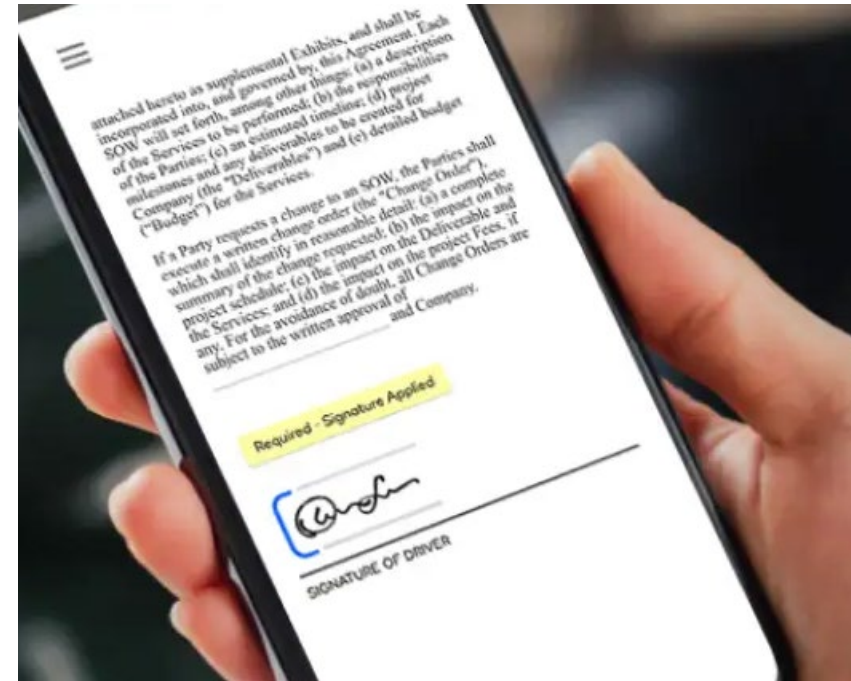 attached hereto as supplemental Exhibits, and shall be
incorporated into, and governed by, this Agreement. Each
SOW will set forth, among other things: (a) a description
of the Services to be performed; (b) the responsibilities
of the Parties; (c) an estimated timeline; (d) project
milestones and any deliverables to be created for
Company (the "Deliverables") and (e) detailed budget
("Budget") for the Services.
If a Party requests a change to an SOW, the Parties shall
execute a written change order (the "Change Order"),
which shall identify in reasonable detail: (a) a complete
summary of the change requested; (b) the impact on the
project schedule; (c) the impact on the Deliverable and
the Services; and (d) the impact on the project Fees, if
any. For the avoidance of doubt, all Change Orders are
subject to the written approval of
and Company.
Required - Signature Applied
SIGNATURE OF DRIVER